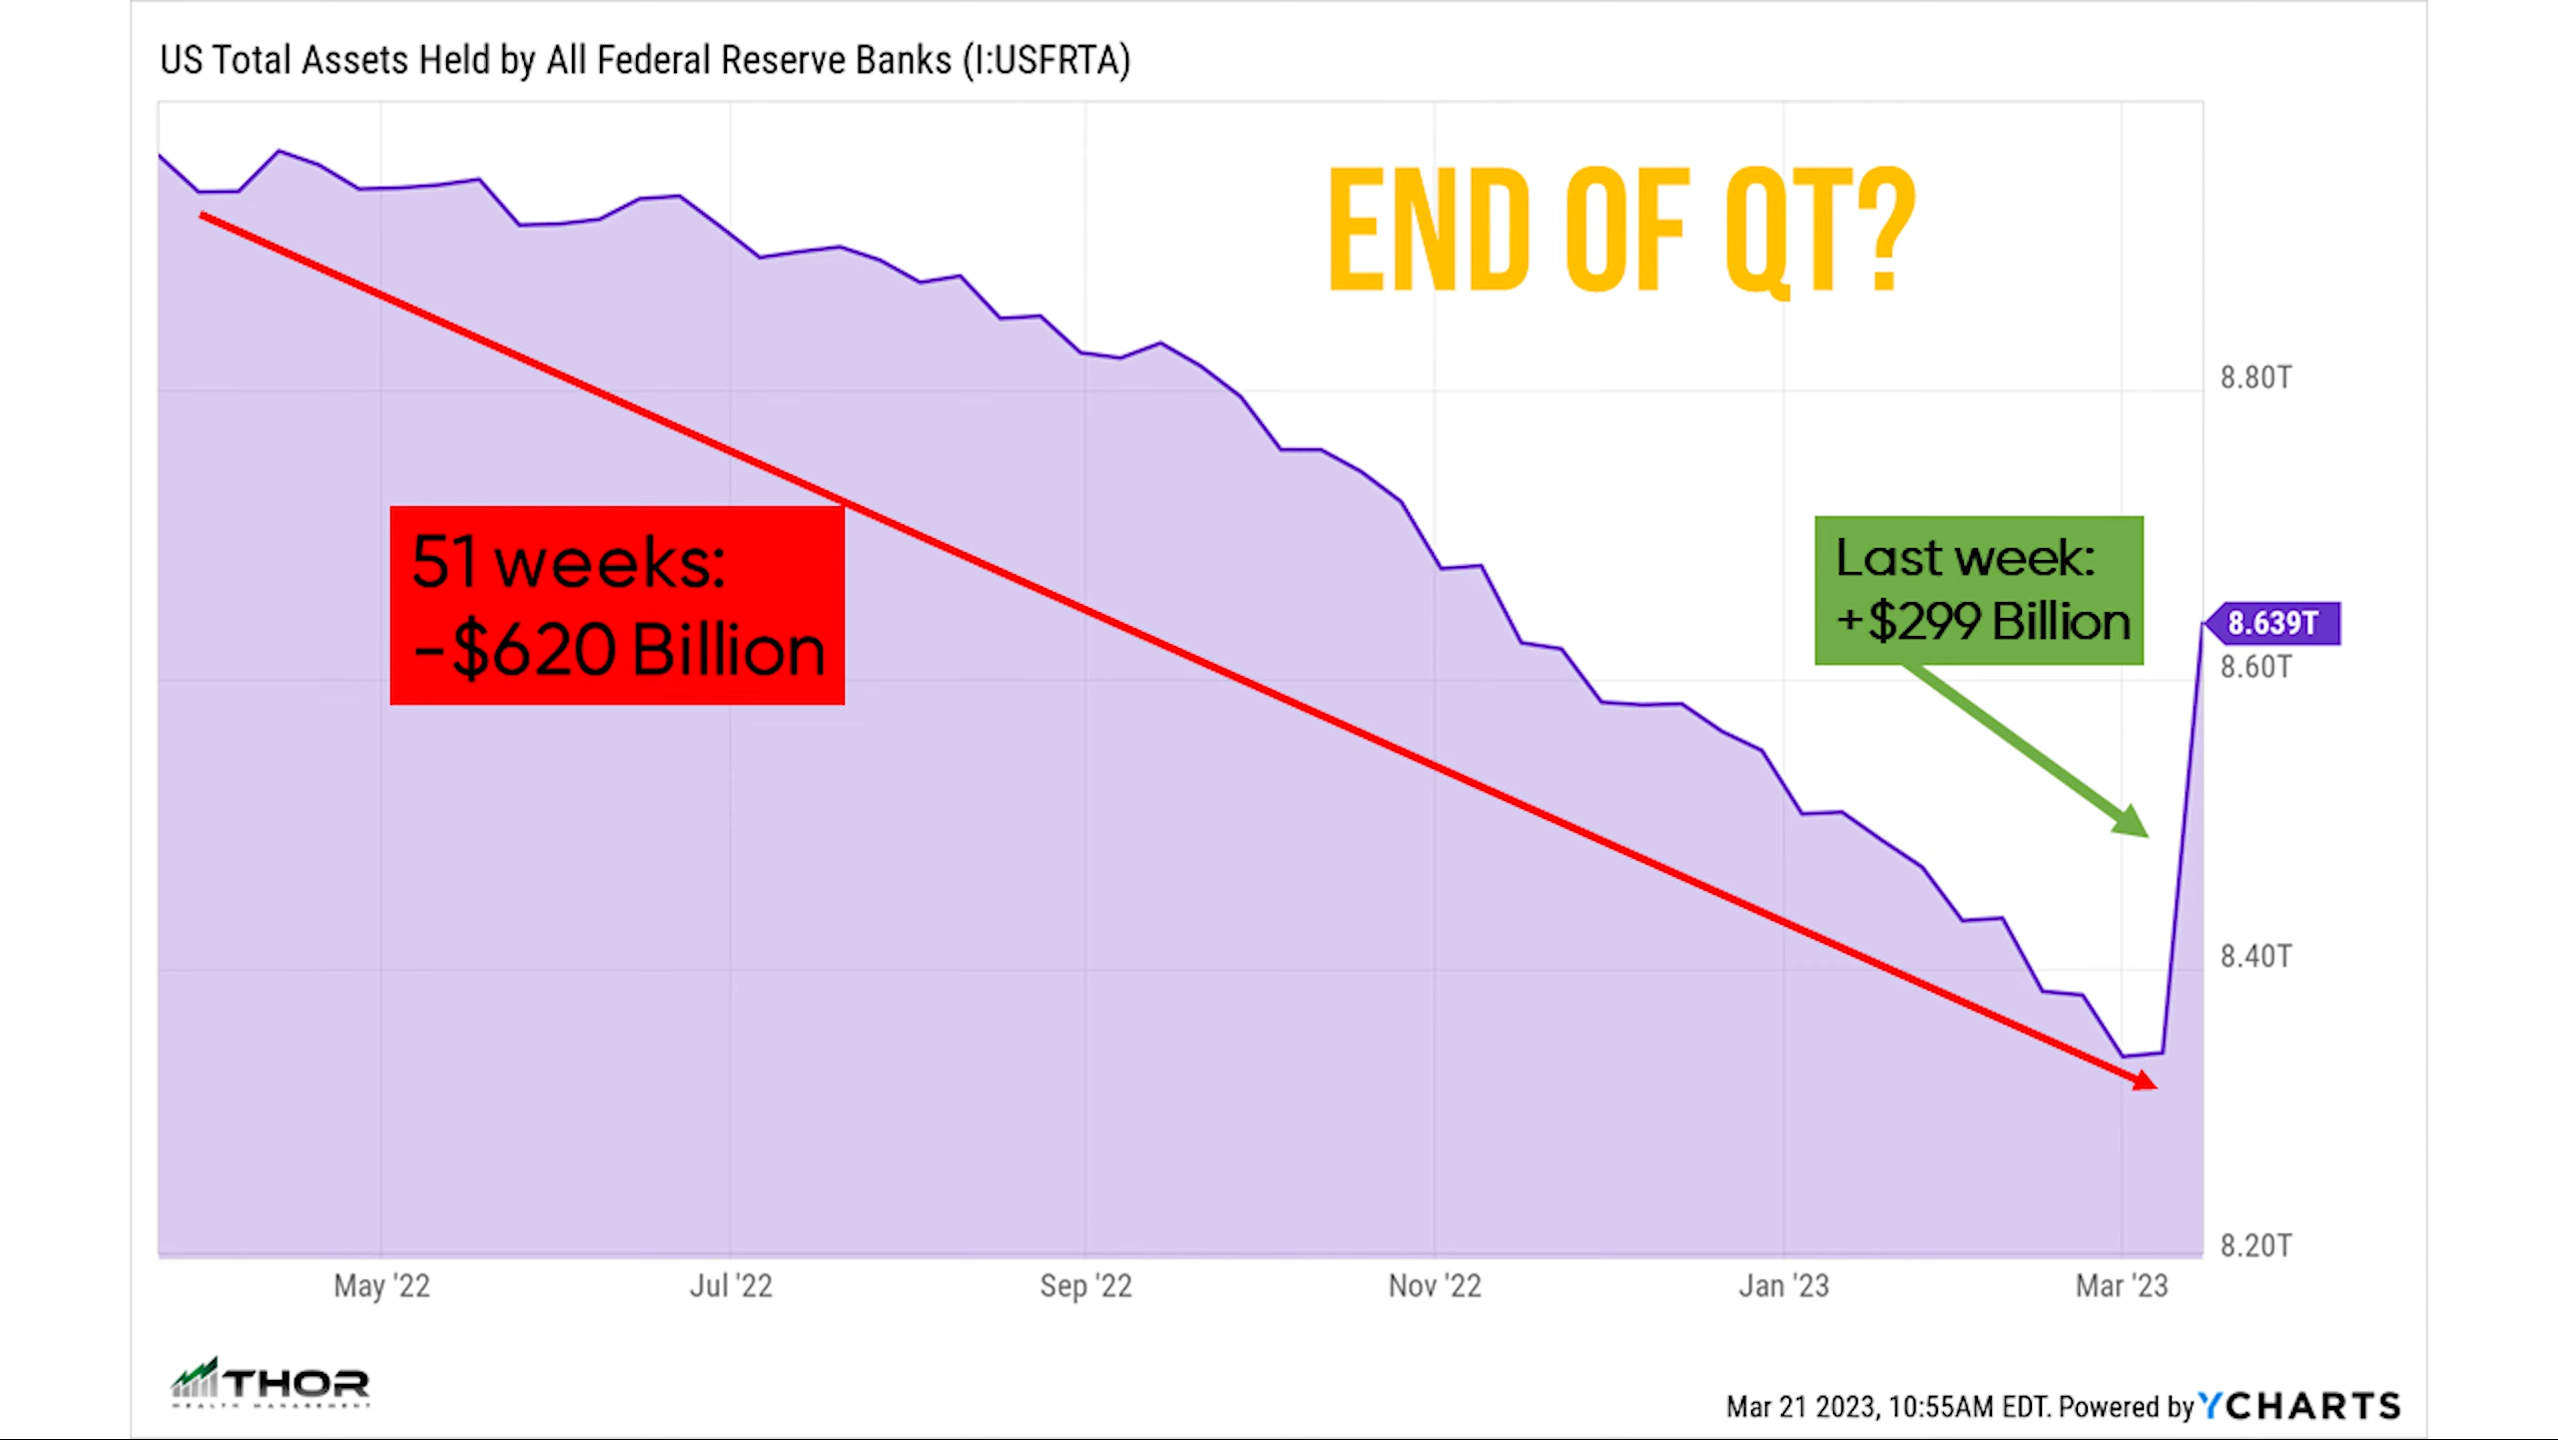 US Total Assets Held by All Federal Reserve Banks (I:USFRTA)
END OF QT?
8.80T
51 weeks:
-$620 Billion
Last week:
+$299 Billion
8.639T
8.60T
8.40T
8.20T
May '22
Jul '22
Sep '22
Nov '22
Jan '23
Mar '23
THOR
WEALTH MANAGEMENT
Mar 21 2023, 10:55AM EDT. Powered by YCHARTS